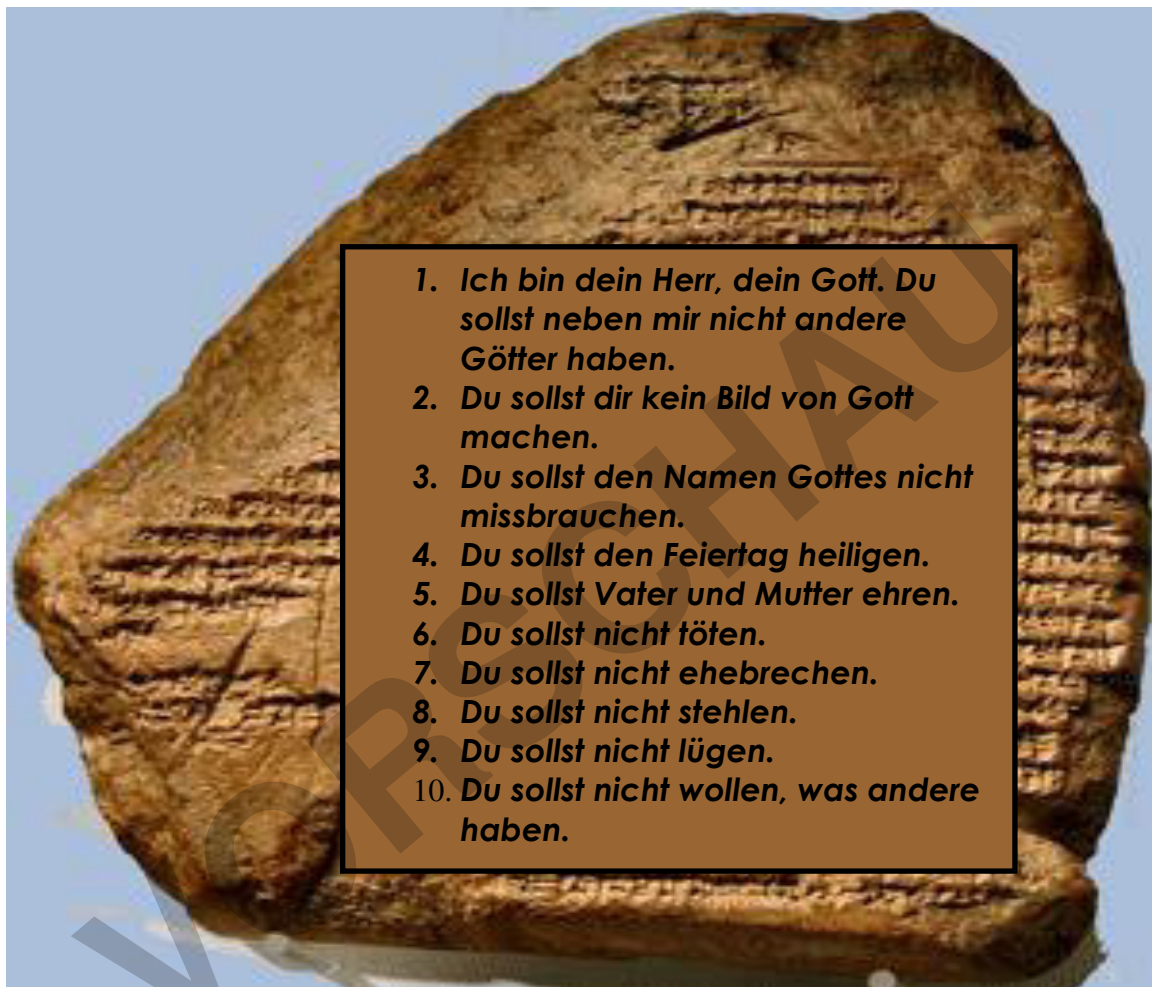 1. Ich bin dein Herr, dein Gott. Du
sollst neben mir nicht andere
Götter haben.
2. Du sollst dir kein Bild von Gott
machen.
3. Du sollst den Namen Gottes nicht
missbrauchen.
4. Du sollst den Feiertag heiligen.
5. Du sollst Vater und Mutter ehren.
6. Du sollst nicht töten.
7. Du sollst nicht ehebrechen.
8. Du sollst nicht stehlen.
9. Du sollst nicht lügen.
10. Du sollst nicht wollen, was andere
haben.
VORSCHAU